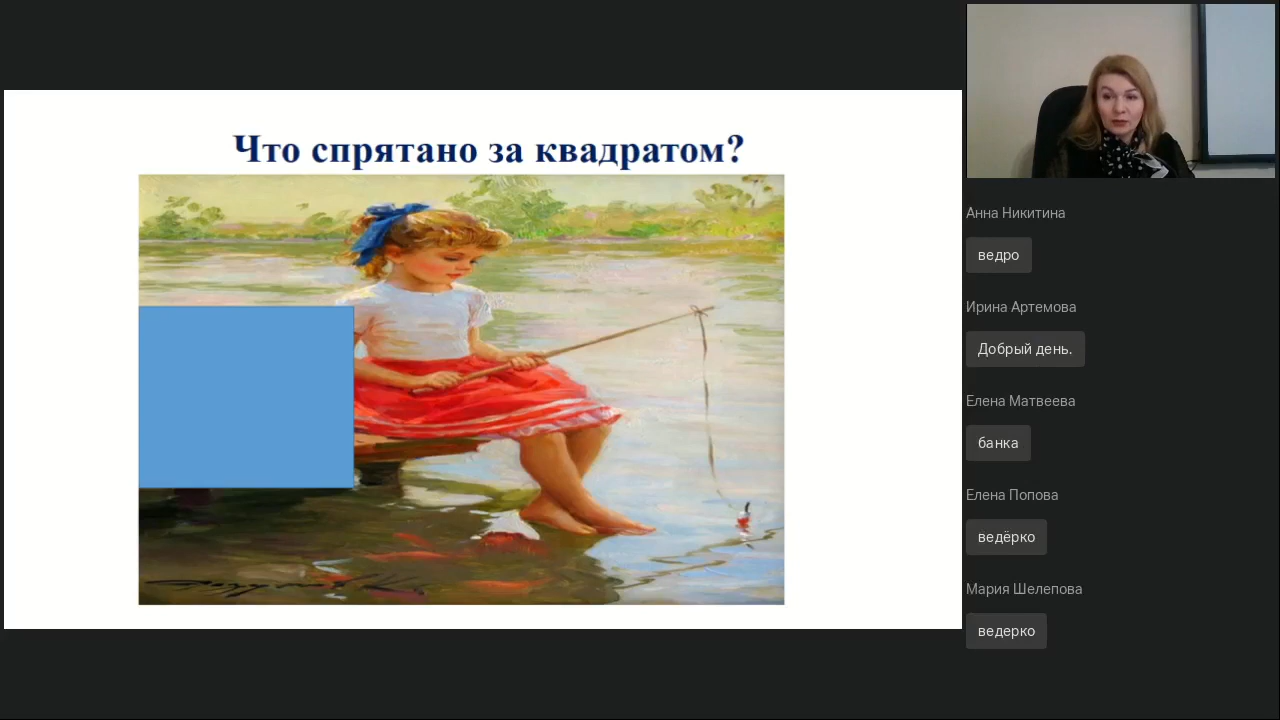 Что спрятано за квадратом?
Анна Никитина
ведро
Ирина Артемова
Добрый день.
Елена Матвеева
банка
Елена Попова
ведёрко
Мария Шелепова
ведерко